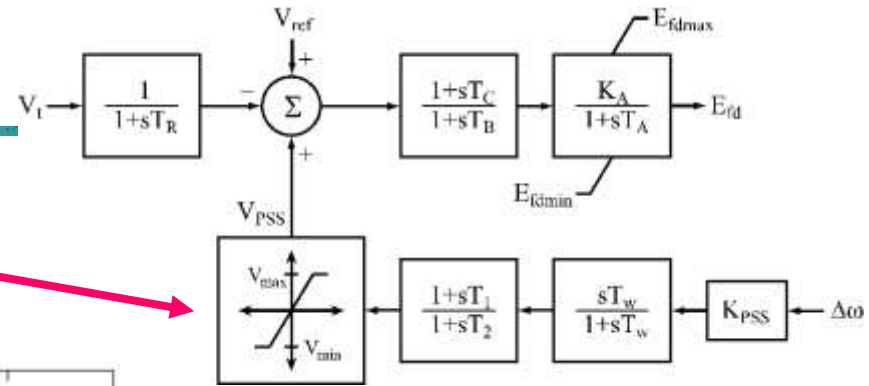 V_ref
E_fdmax
V_t
1
1+sT_R
−
+
Σ
+
1+sT_C
1+sT_B
K_A
1+sT_A
E_fd
E_fdmin
V_PSS
V_max
V_min
1+sT_1
1+sT_2
sT_w
1+sT_w
K_PSS
Δω